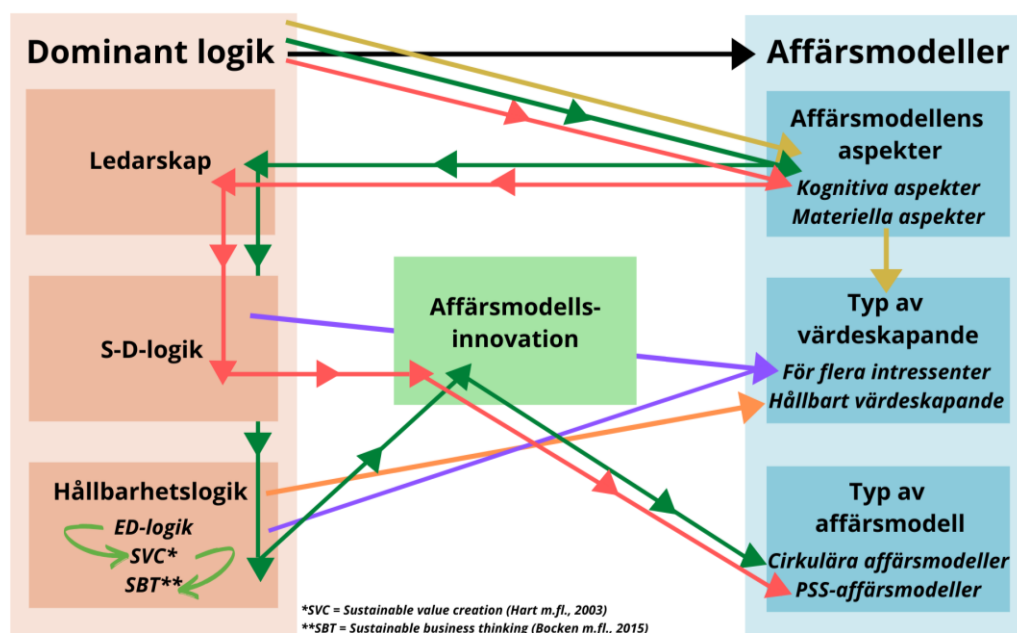 Dominant logik
Ledarskap
S-D-logik
Hållbarhetslogik
ED-logik
SVC*
SBT**
Affärsmodells-
innovation
Affärsmodeller
Affärsmodellens
aspekter
Kognitiva aspekter
Materiella aspekter
Typ av
värdeskapande
För flera intressenter
Hållbart värdeskapande
Typ av
affärsmodell
Cirkulära affärsmodeller
PSS-affärsmodeller
*SVC = Sustainable value creation (Hart m.fl., 2003)
**SBT = Sustainable business thinking (Bocken m.fl., 2015)